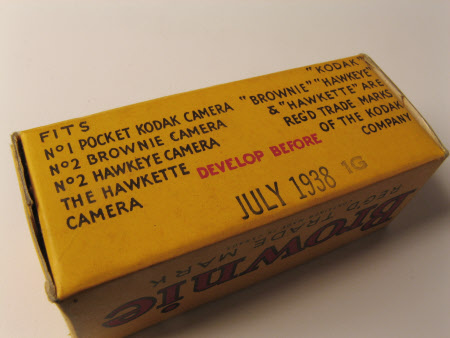 FITS
Nº1 POCKET KODAK CAMERA
Nº2 BROWNIE CAMERA
Nº2 HAWKEYE CAMERA
THE HAWKETTE
CAMERA
"KODAK"
"BROWNIE" "HAWKEYE"
& "HAWKETTE" ARE
REG'D TRADE MARKS
OF THE KODAK
COMPANY
DEVELOP BEFORE
JULY 1938 1G
Brownie
REG'D. TRADE MARK